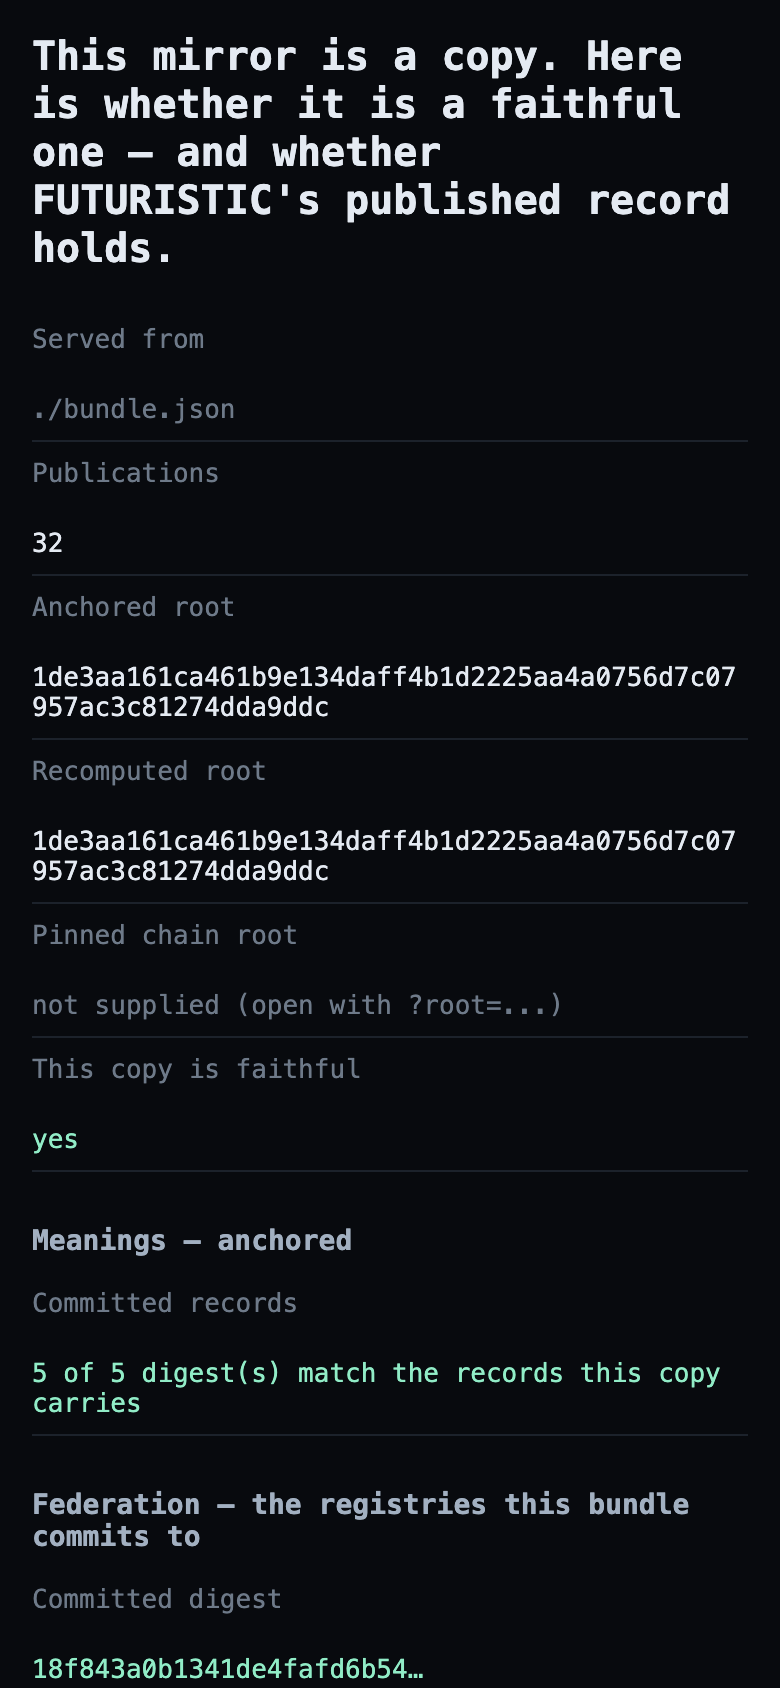 This mirror is a copy. Here
is whether it is a faithful
one — and whether
FUTURISTIC's published record
holds.
Served from
./bundle.json
Publications
32
Anchored root
1de3aa161ca461b9e134daff4b1d2225aa4a0756d7c07
957ac3c81274dda9ddc
Recomputed root
1de3aa161ca461b9e134daff4b1d2225aa4a0756d7c07
957ac3c81274dda9ddc
Pinned chain root
not supplied (open with ?root=...)
This copy is faithful
yes
Meanings — anchored
Committed records
5 of 5 digest(s) match the records this copy
carries
Federation — the registries this bundle
commits to
Committed digest
18f843a0b1341de4fafd6b54…